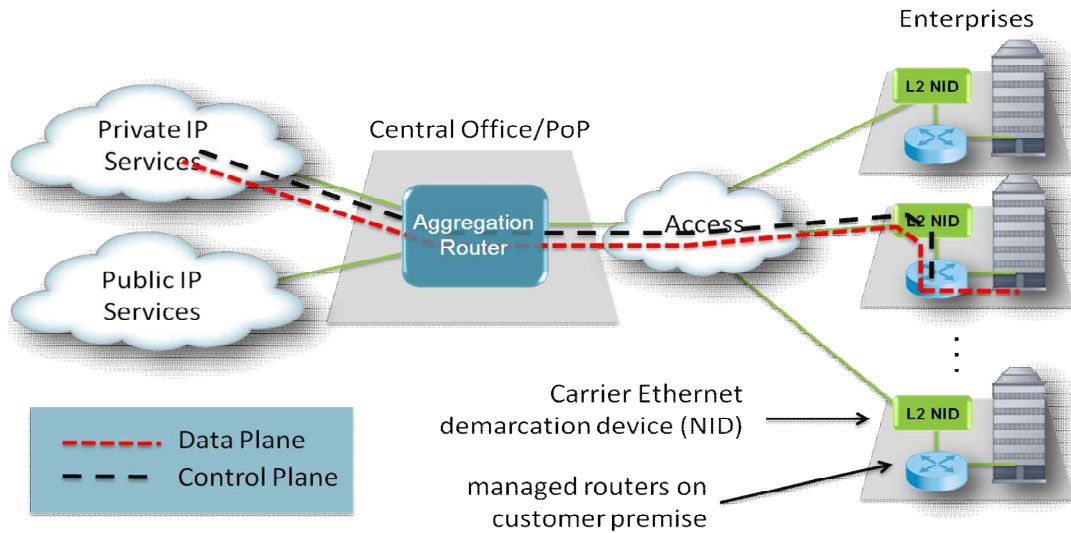 Enterprises
L2 NID
Private IP
Services
Central Office/PoP
Aggregation
Router
Access
L2 NID
Public IP
Services
Carrier Ethernet
demarcation device (NID)
L2 NID
Data Plane
Control Plane
managed routers on
customer premise